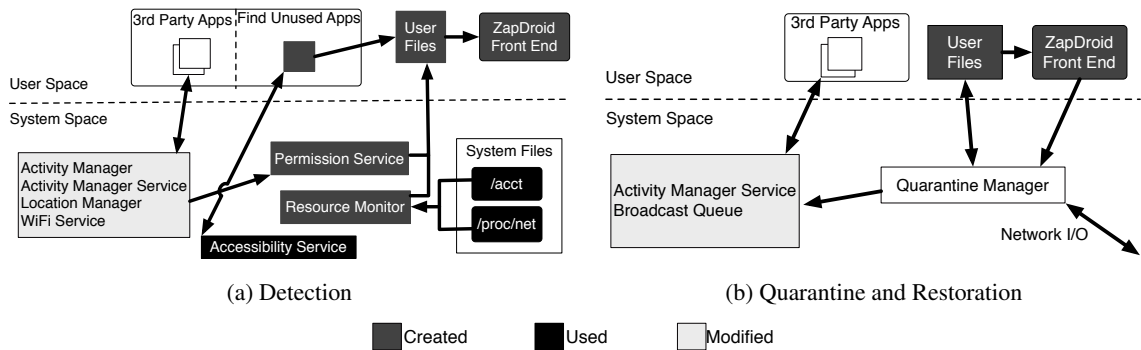 3rd Party Apps
Find Unused Apps
User
Files
ZapDroid
Front End
User Space
System Space
Activity Manager
Activity Manager Service
Location Manager
WiFi Service
Permission Service
Resource Monitor
Accessibility Service
System Files
/acct
/proc/net
(a) Detection
3rd Party Apps
User
Files
ZapDroid
Front End
User Space
System Space
Activity Manager Service
Broadcast Queue
Quarantine Manager
Network I/O
(b) Quarantine and Restoration
Created
Used
Modified